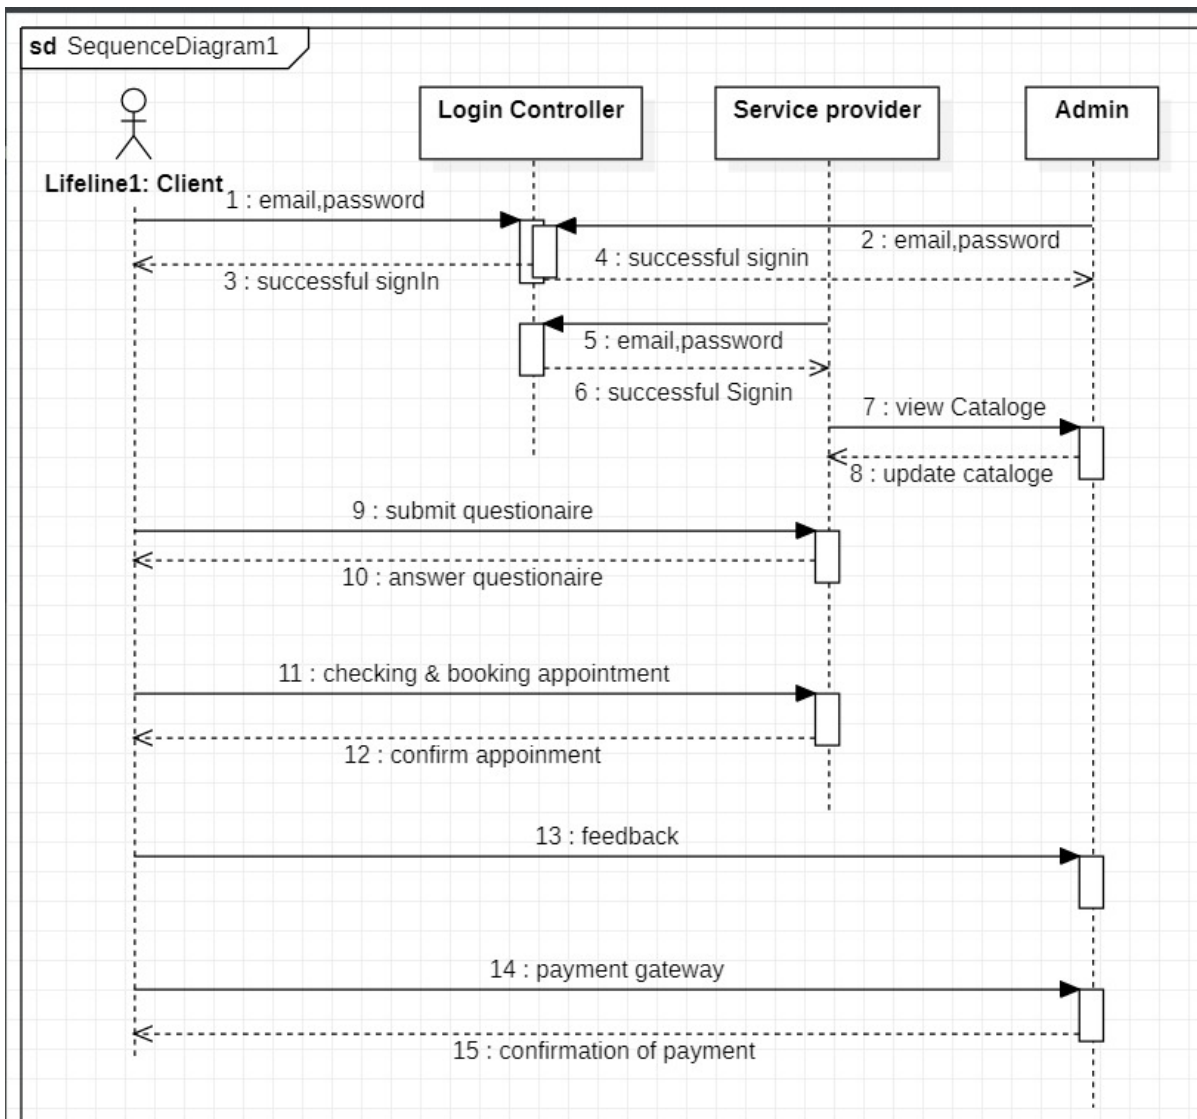 sd SequenceDiagram1
Login Controller
Service provider
Admin
Lifeline1: Client
1 : email,password
2 : email,password
3 : successful signIn
4 : successful signin
5 : email,password
6 : successful Signin
7 : view Cataloge
8 : update cataloge
9 : submit questionaire
10 : answer questionaire
11 : checking & booking appointment
12 : confirm appoinment
13 : feedback
14 : payment gateway
15 : confirmation of payment